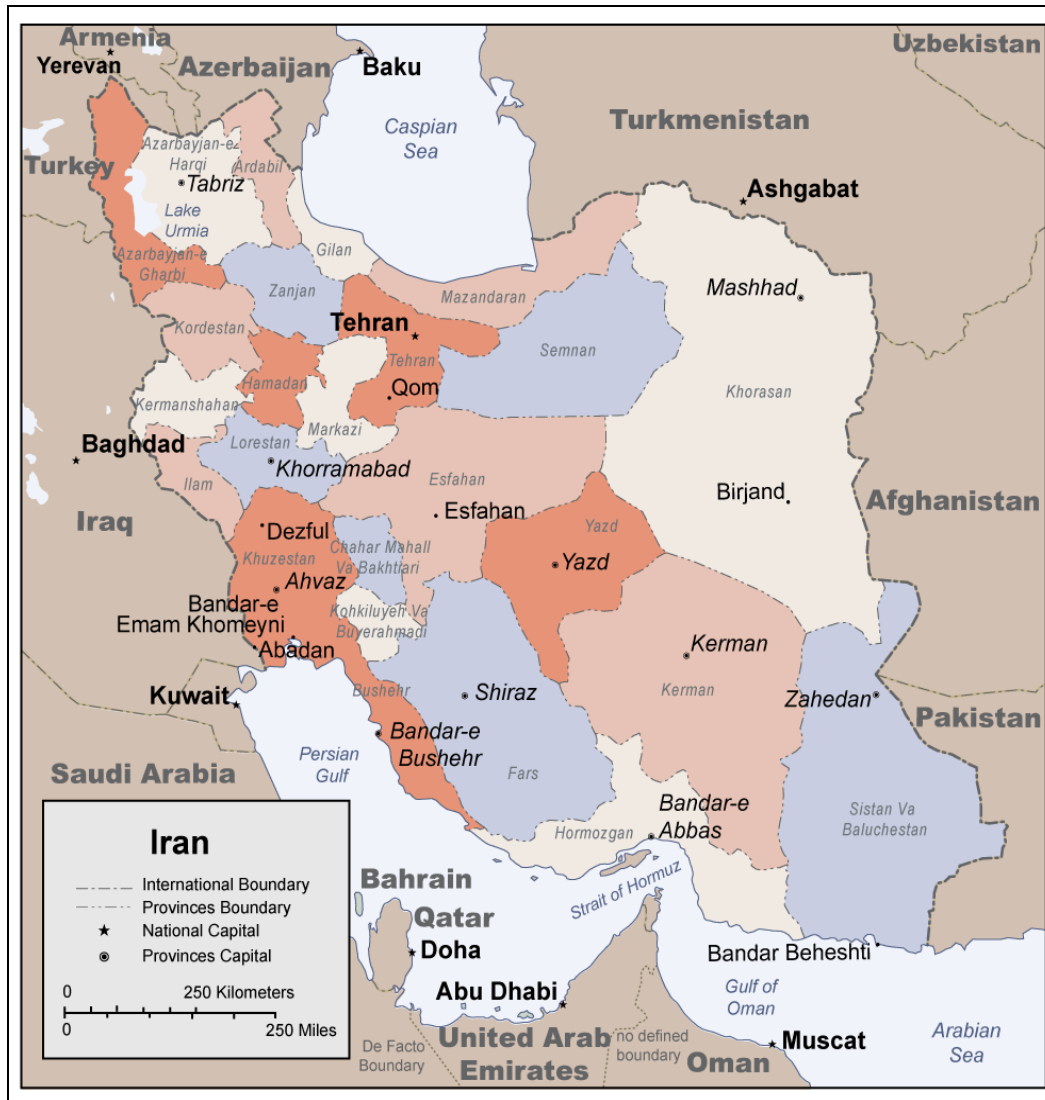 Armenia
Yerevan
Azerbaijan
Baku
Uzbekistan
Caspian
Sea
Turkmenistan
Turkey
Azarbayjan-e
Harqi
Ardabil
Tabriz
Ashgabat
Lake
Urmia
Azarbayjan-e
Gharbi
Gilan
Zanjan
Mazandaran
Mashhad
Kordestan
Tehran
Tehran
Semnan
Hamadan
Qom
Khorasan
Kermanshahan
Markazi
Baghdad
Lorestan
Khorramabad
Ilam
Esfahan
Esfahan
Birjand
Afghanistan
Iraq
Dezful
Yazd
Yazd
Khuzestan
Chahar Mahall
Va Bakhtiari
Ahvaz
Bandar-e
Emam Khomeyni
Kohkiluyeh Va
Buyerahmadi
Abadan
Kerman
Kerman
Kuwait
Bushehr
Shiraz
Zahedan
Pakistan
Bandar-e
Bushehr
Persian
Gulf
Saudi Arabia
Fars
Bandar-e
Abbas
Sistan Va
Baluchestan
Hormozgan
Iran
International Boundary
Provinces Boundary
National Capital
Provinces Capital
0 250 Kilometers
0 250 Miles
Bahrain
Qatar
Doha
Strait of Hormuz
Bandar Beheshti
Abu Dhabi
Gulf of
Oman
United Arab
Emirates
De Facto
Boundary
no defined
boundary
Oman
Muscat
Arabian
Sea